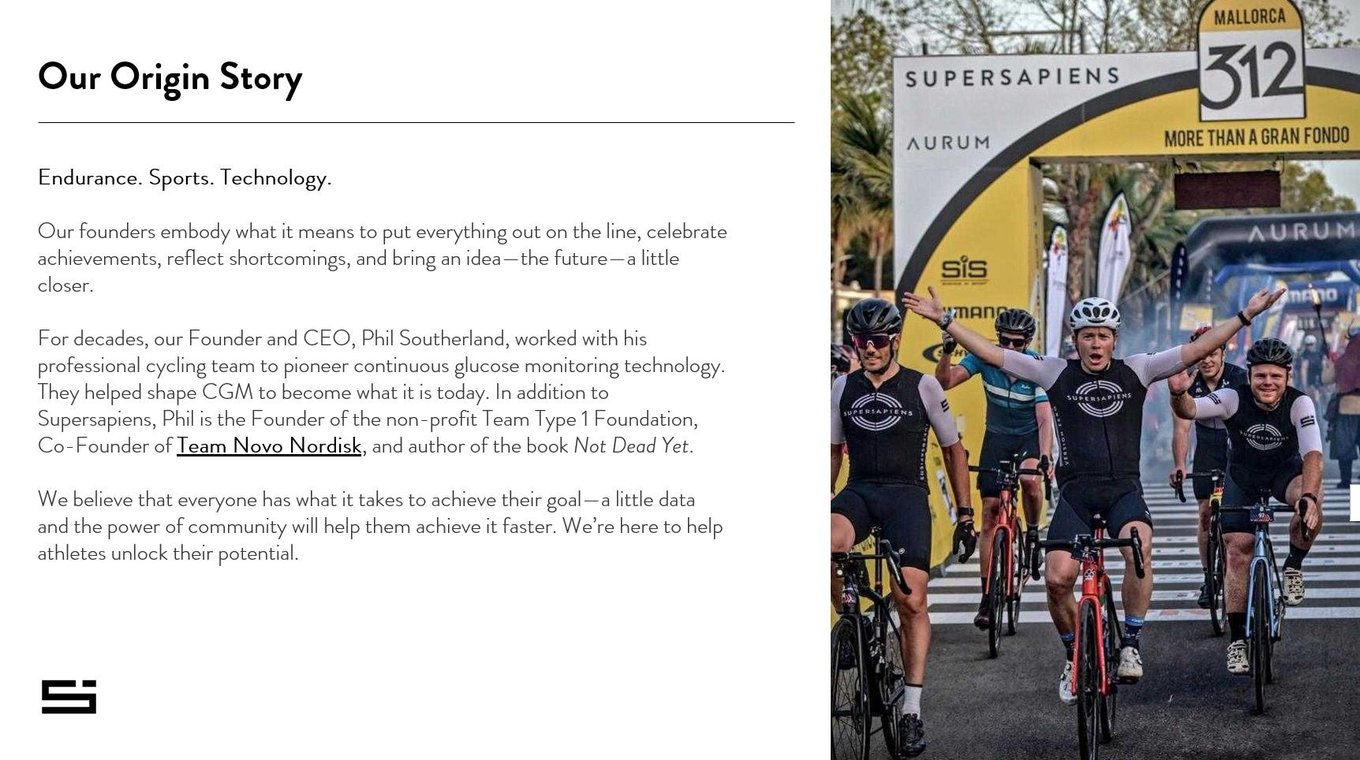 Our Origin Story
Endurance. Sports. Technology.
Our founders embody what it means to put everything out on the line, celebrate
achievements, reflect shortcomings, and bring an idea—the future—a little
closer.
For decades, our Founder and CEO, Phil Southerland, worked with his
professional cycling team to pioneer continuous glucose monitoring technology.
They helped shape CGM to become what it is today. In addition to
Supersapiens, Phil is the Founder of the non-profit Team Type 1 Foundation,
Co-Founder of Team Novo Nordisk, and author of the book Not Dead Yet.
We believe that everyone has what it takes to achieve their goal—a little data
and the power of community will help them achieve it faster. We’re here to help
athletes unlock their potential.
MALLORCA
312
SUPERSAPIENS
MORE THAN A GRAN FONDO
AURUM
AURUM
SiS
SUPERSAPIENS
SUPERSAPIENS
SUPERSAPIENS